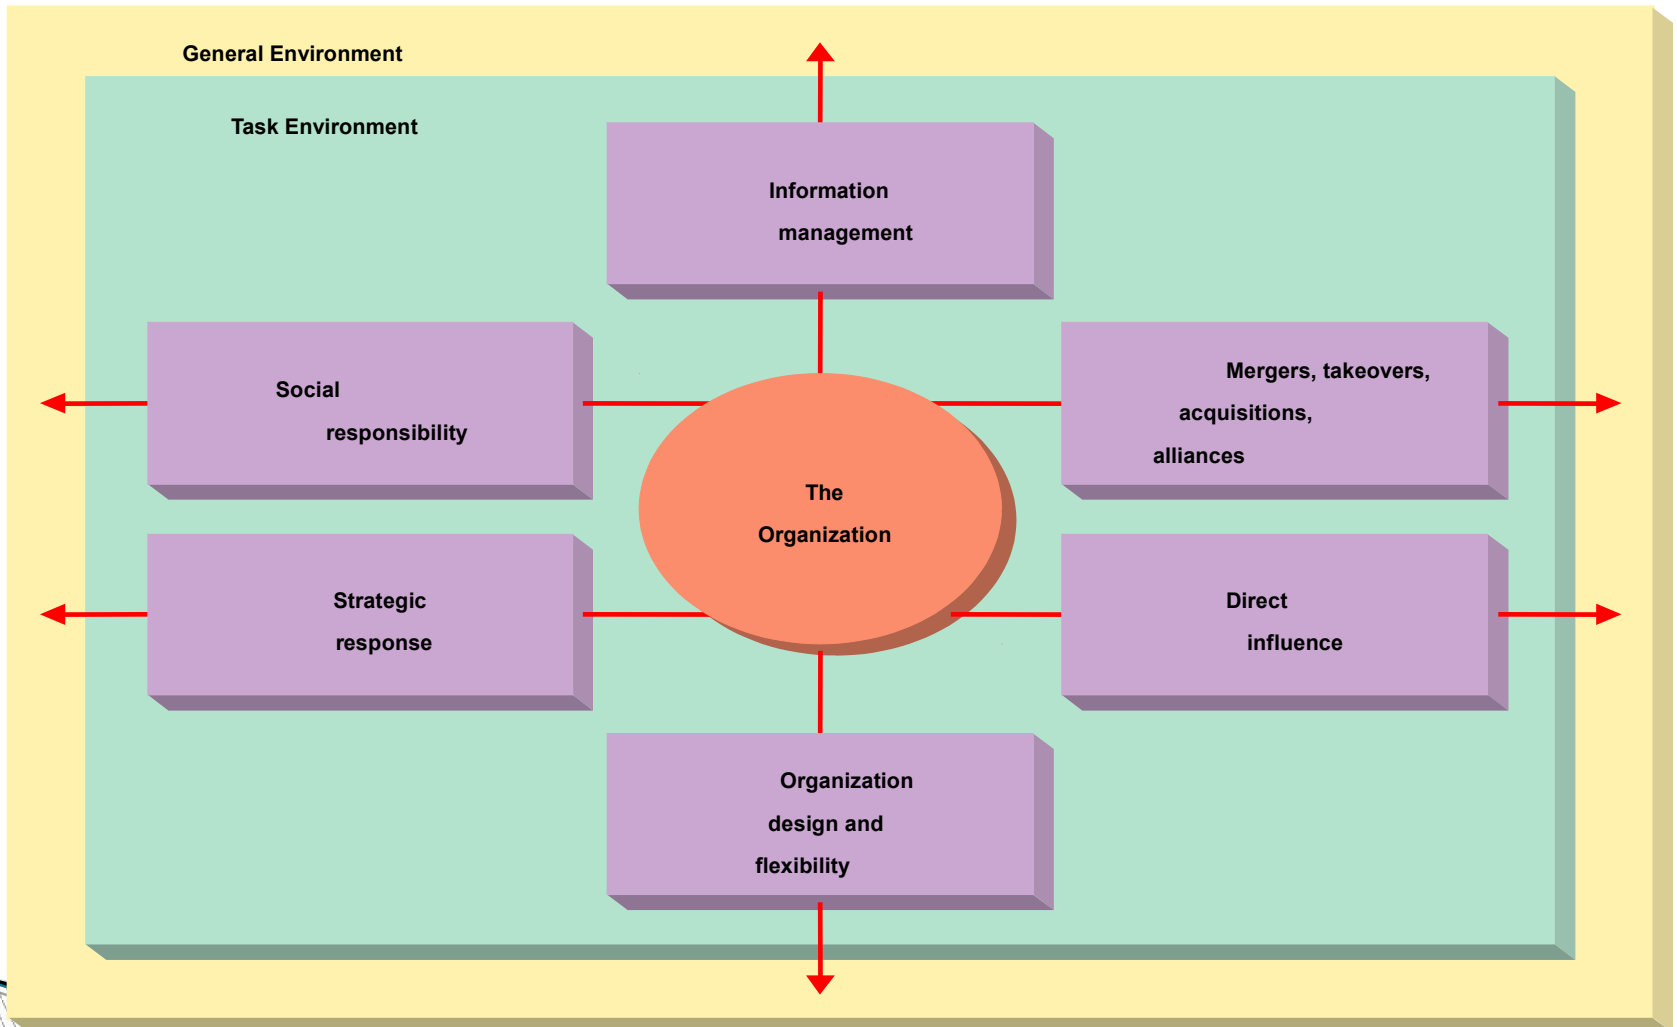 General Environment
Task Environment
Information
management
Social
responsibility
Mergers, takeovers,
acquisitions,
alliances
The
Organization
Strategic
response
Direct
influence
Organization
design and
flexibility